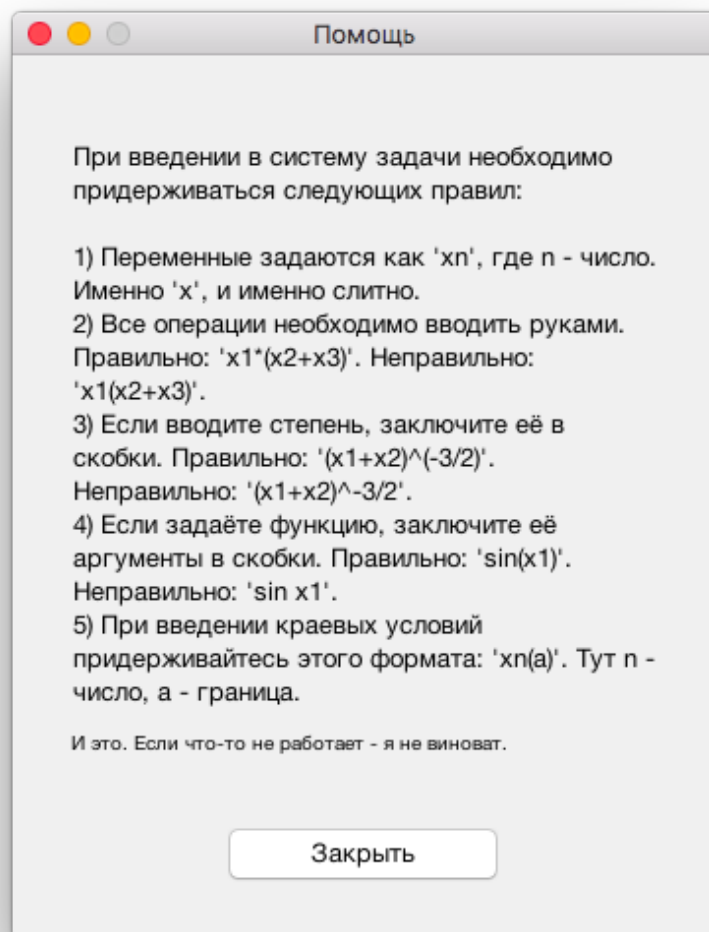 Помощь
При введении в систему задачи необходимо
придерживаться следующих правил:
1) Переменные задаются как 'xn', где n - число.
Именно 'x', и именно слитно.
2) Все операции необходимо вводить руками.
Правильно: 'x1*(x2+x3)'. Неправильно:
'x1(x2+x3)'.
3) Если вводите степень, заключите её в
скобки. Правильно: '(x1+x2)^(-3/2)'.
Неправильно: '(x1+x2)^-3/2'.
4) Если задаёте функцию, заключите её
аргументы в скобки. Правильно: 'sin(x1)'.
Неправильно: 'sin x1'.
5) При введении краевых условий
придерживайтесь этого формата: 'xn(a)'. Тут n -
число, a - граница.
И это. Если что-то не работает - я не виноват.
Закрыть